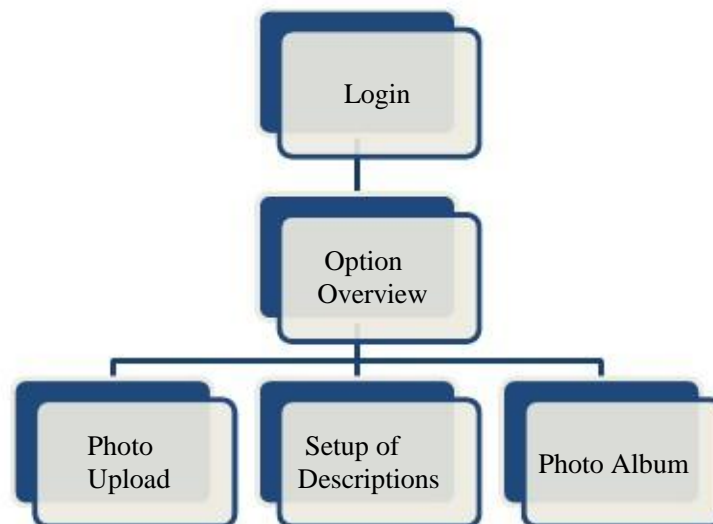 Login
Option
Overview
Photo
Upload
Setup of
Descriptions
Photo Album